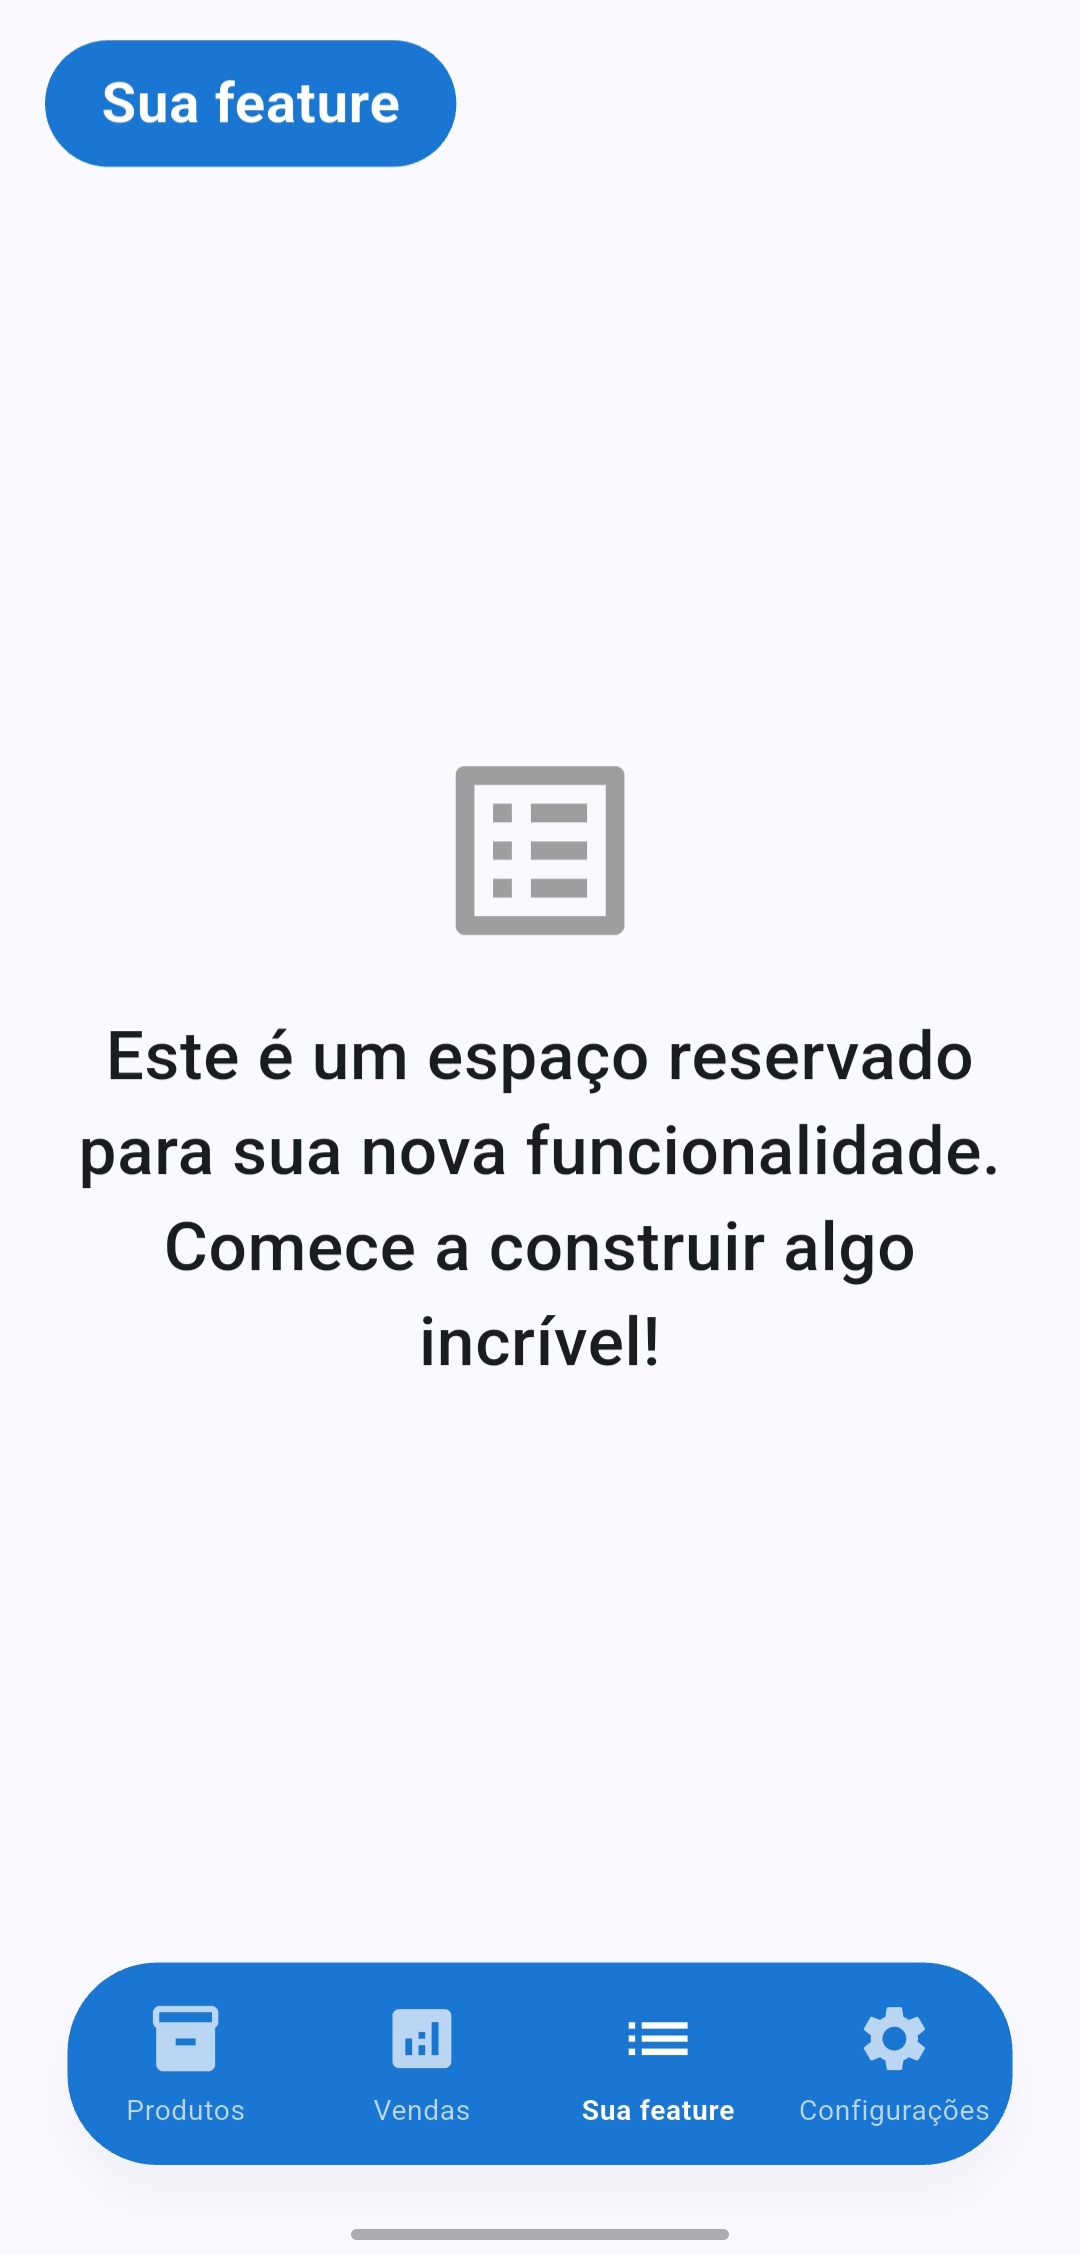 Sua feature
Este é um espaço reservado
para sua nova funcionalidade.
Comece a construir algo
incrível!
Produtos
Vendas
Sua feature
Configurações